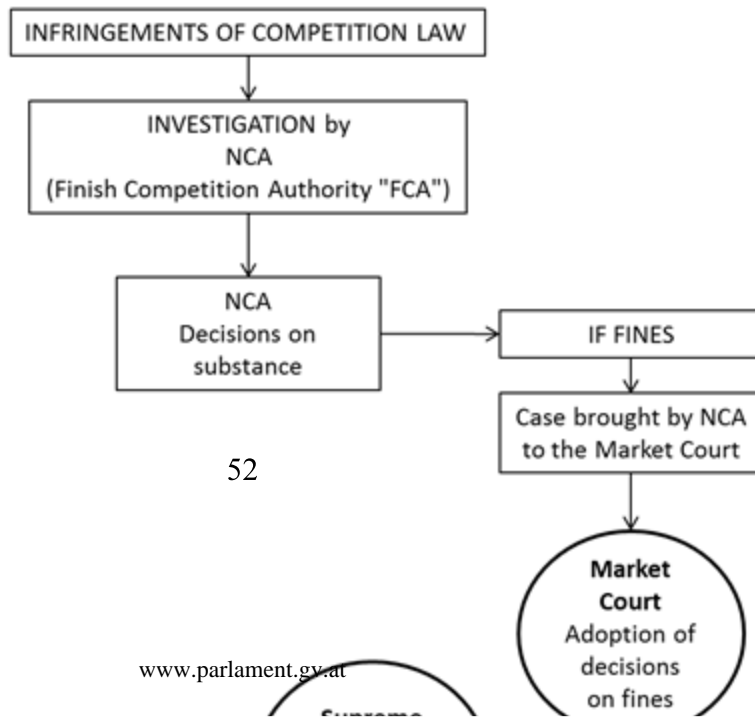 INFRINGEMENTS OF COMPETITION LAW
INVESTIGATION by
NCA
(Finish Competition Authority "FCA")
NCA
Decisions on
substance
IF FINES
Case brought by NCA
to the Market Court
52
Market
Court
Adoption of
decisions
on fines
www.parlament.gv.at
Supreme